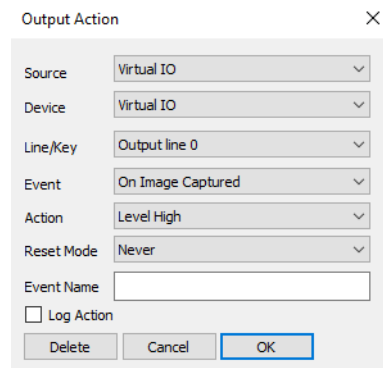 Output Action
Source Virtual IO
Device Virtual IO
Line/Key Output line 0
Event On Image Captured
Action Level High
Reset Mode Never
Event Name
Log Action
Delete Cancel OK